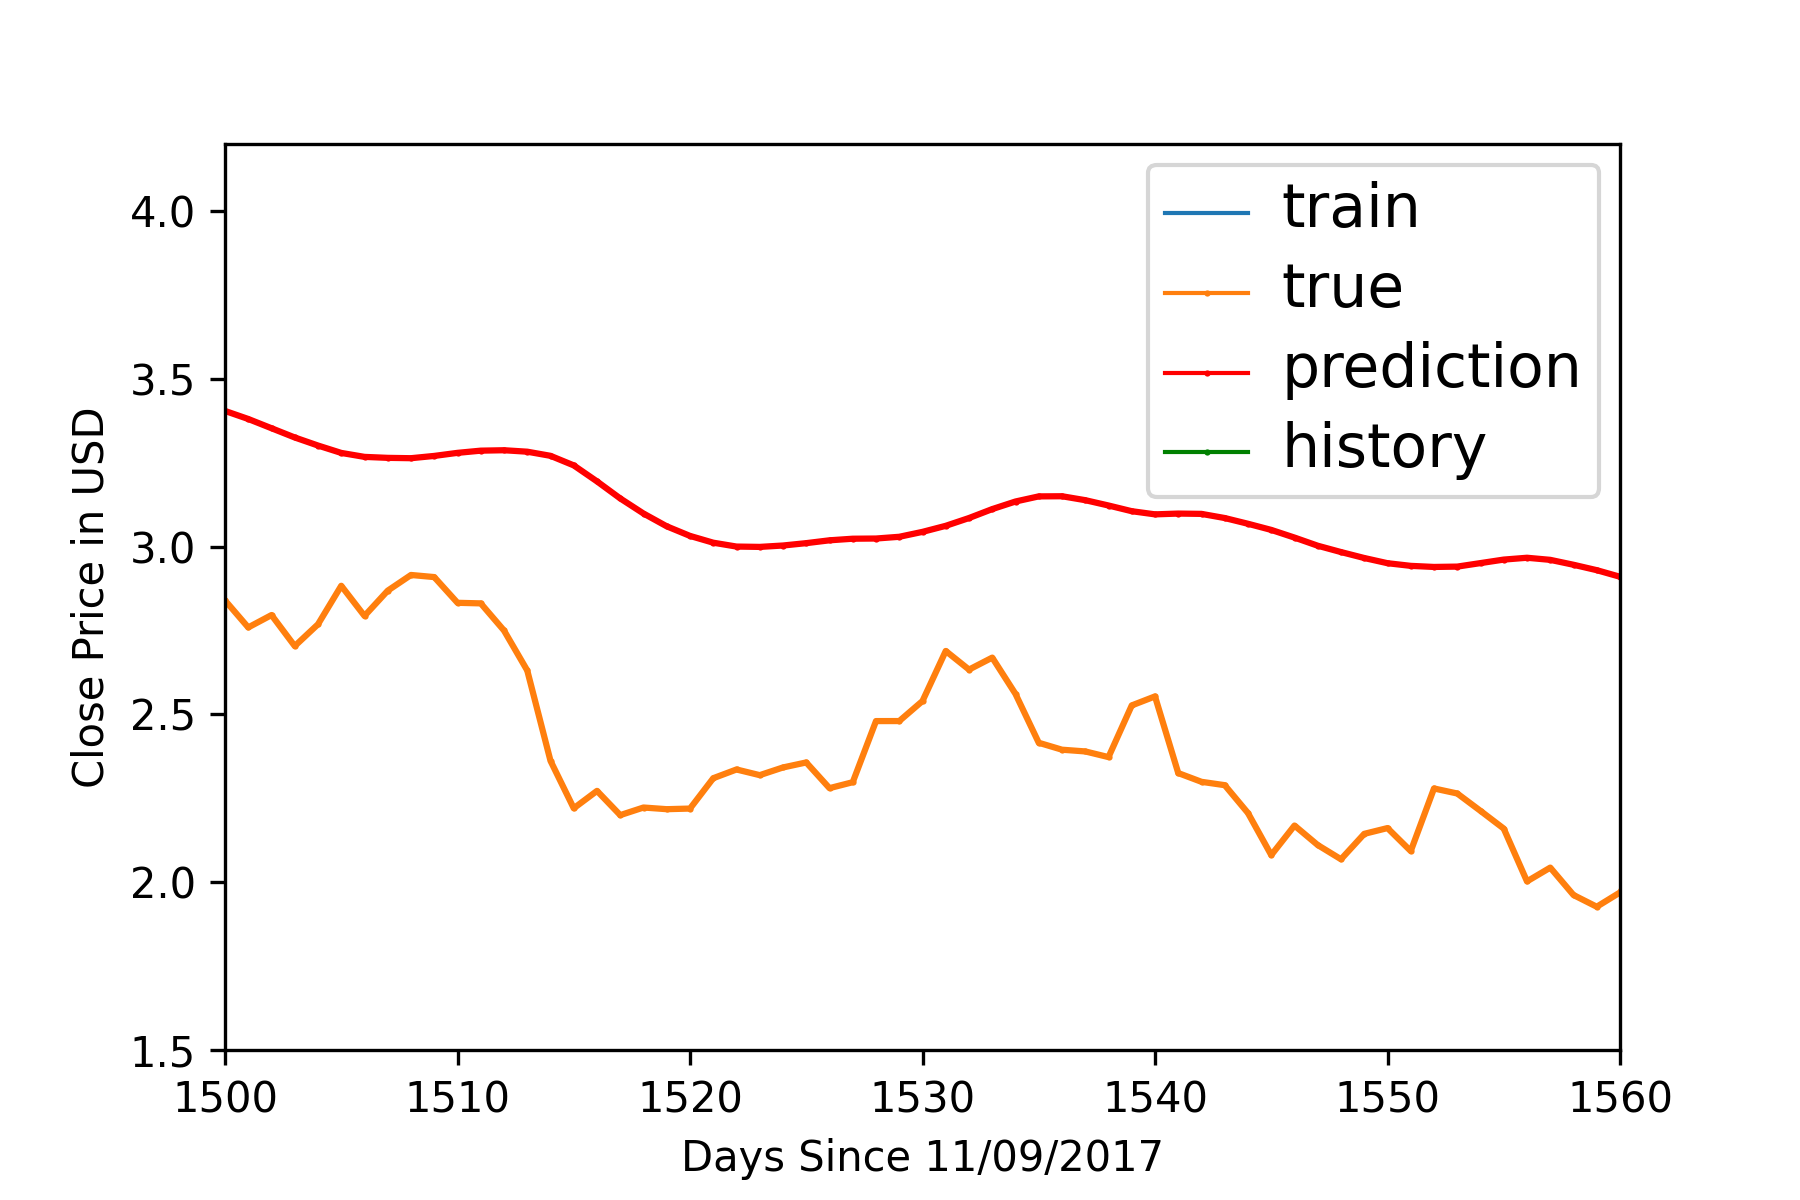 train
true
prediction
history
Close Price in USD
4.0
3.5
3.0
2.5
2.0
1.5
1500 1510 1520 1530 1540 1550 1560
Days Since 11/09/2017